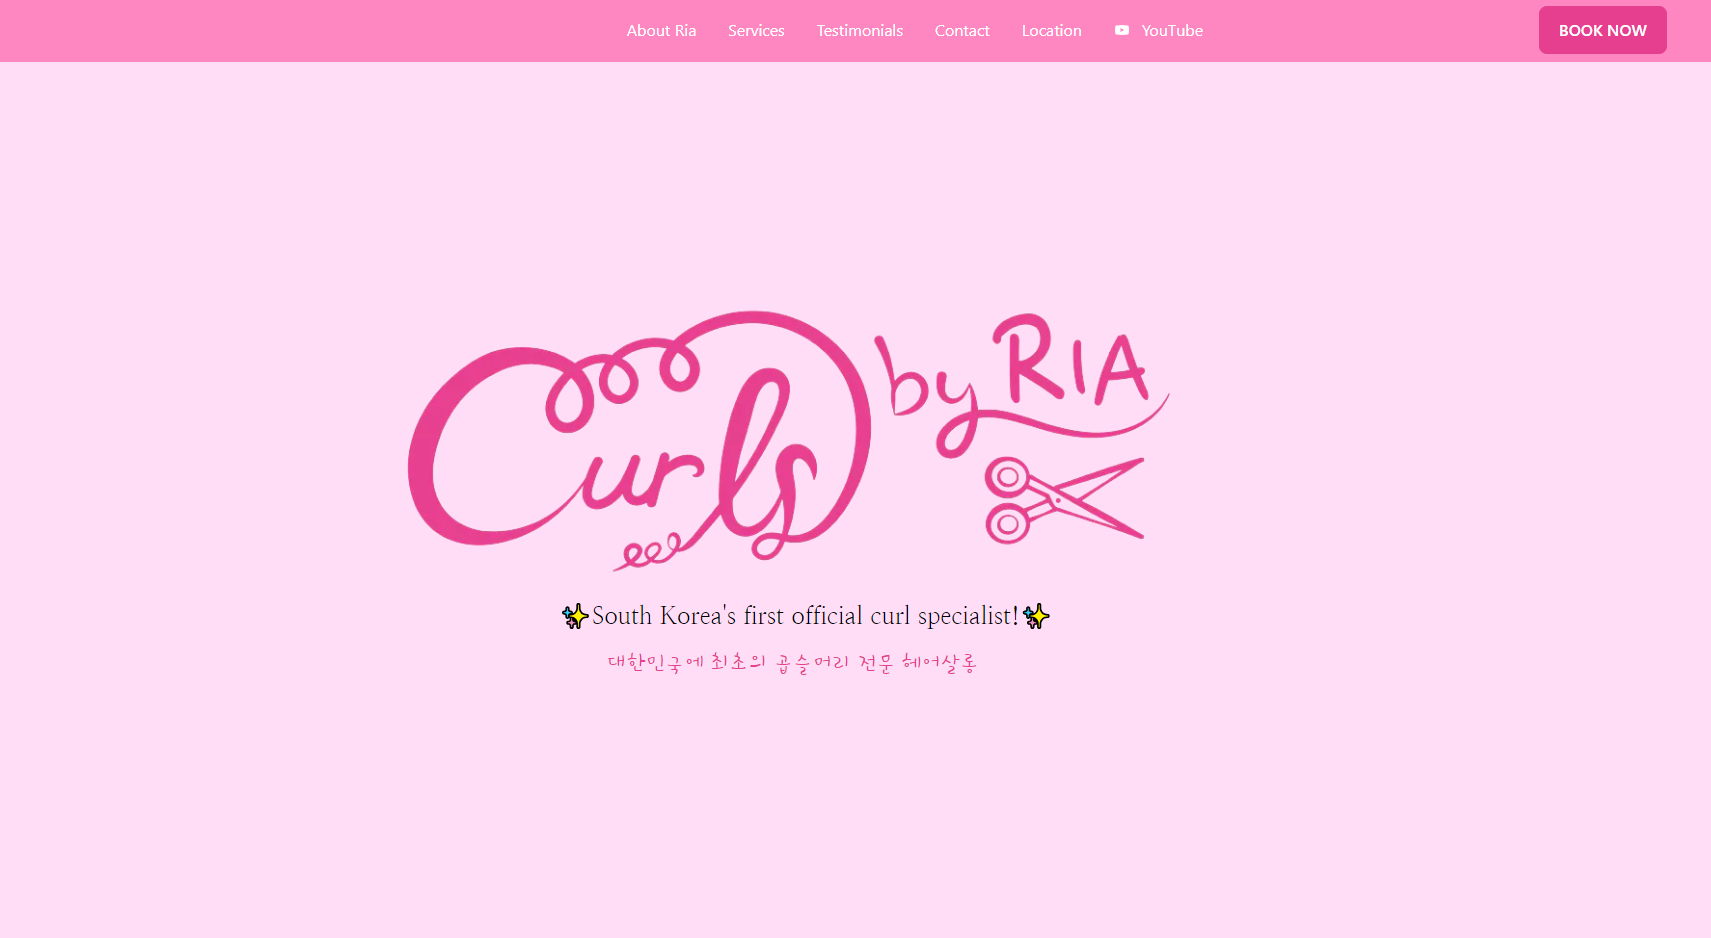 About Ria Services Testimonials Contact Location YouTube BOOK NOW
Curls by RIA
✨South Korea's first official curl specialist!✨
대한민국에 최초의 곱슬머리 전문 헤어살롱